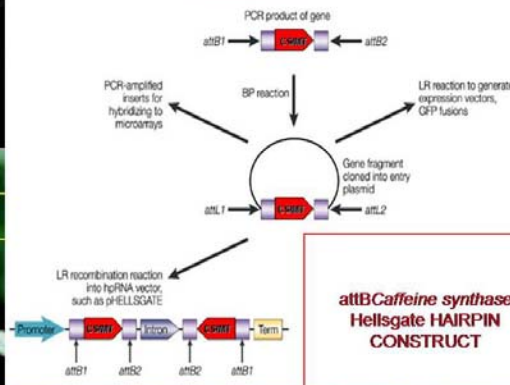 PCR product of gene
attB1
CSMT
attB2
PCR-amplified
inserts for
hybridizing to
microarrays
BP reaction
LR reaction to generate
expression vectors,
GFP fusions
Gene fragment
cloned into entry
plasmid
attL1
attL2
LR recombination reaction
into hpRNA vector,
such as pHELLSGATE
Promoter
Intron
Term
attB1
attB2
attB2
attB1
attBCaffeine synthase
Hellsgate HAIRPIN
CONSTRUCT